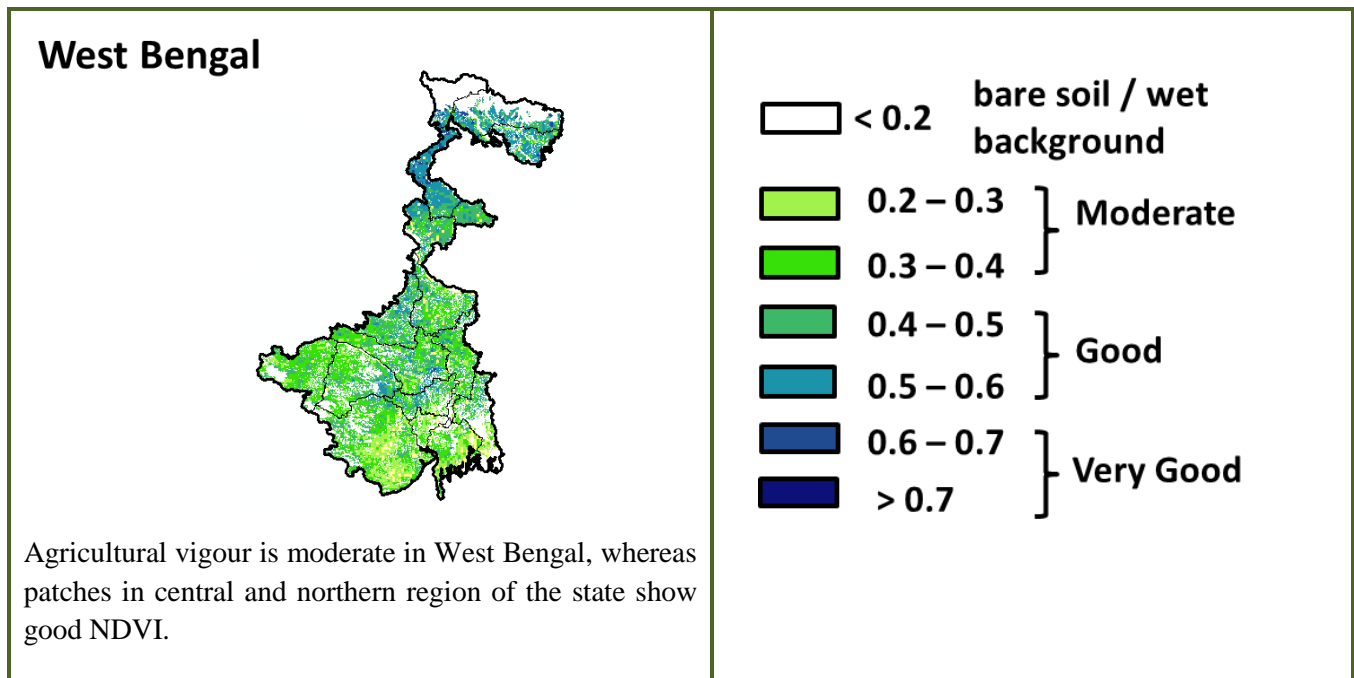 West Bengal
Agricultural vigour is moderate in West Bengal, whereas
patches in central and northern region of the state show
good NDVI.
< 0.2 bare soil / wet
background
0.2 – 0.3
Moderate
0.3 – 0.4
0.4 – 0.5
Good
0.5 – 0.6
0.6 – 0.7
Very Good
> 0.7